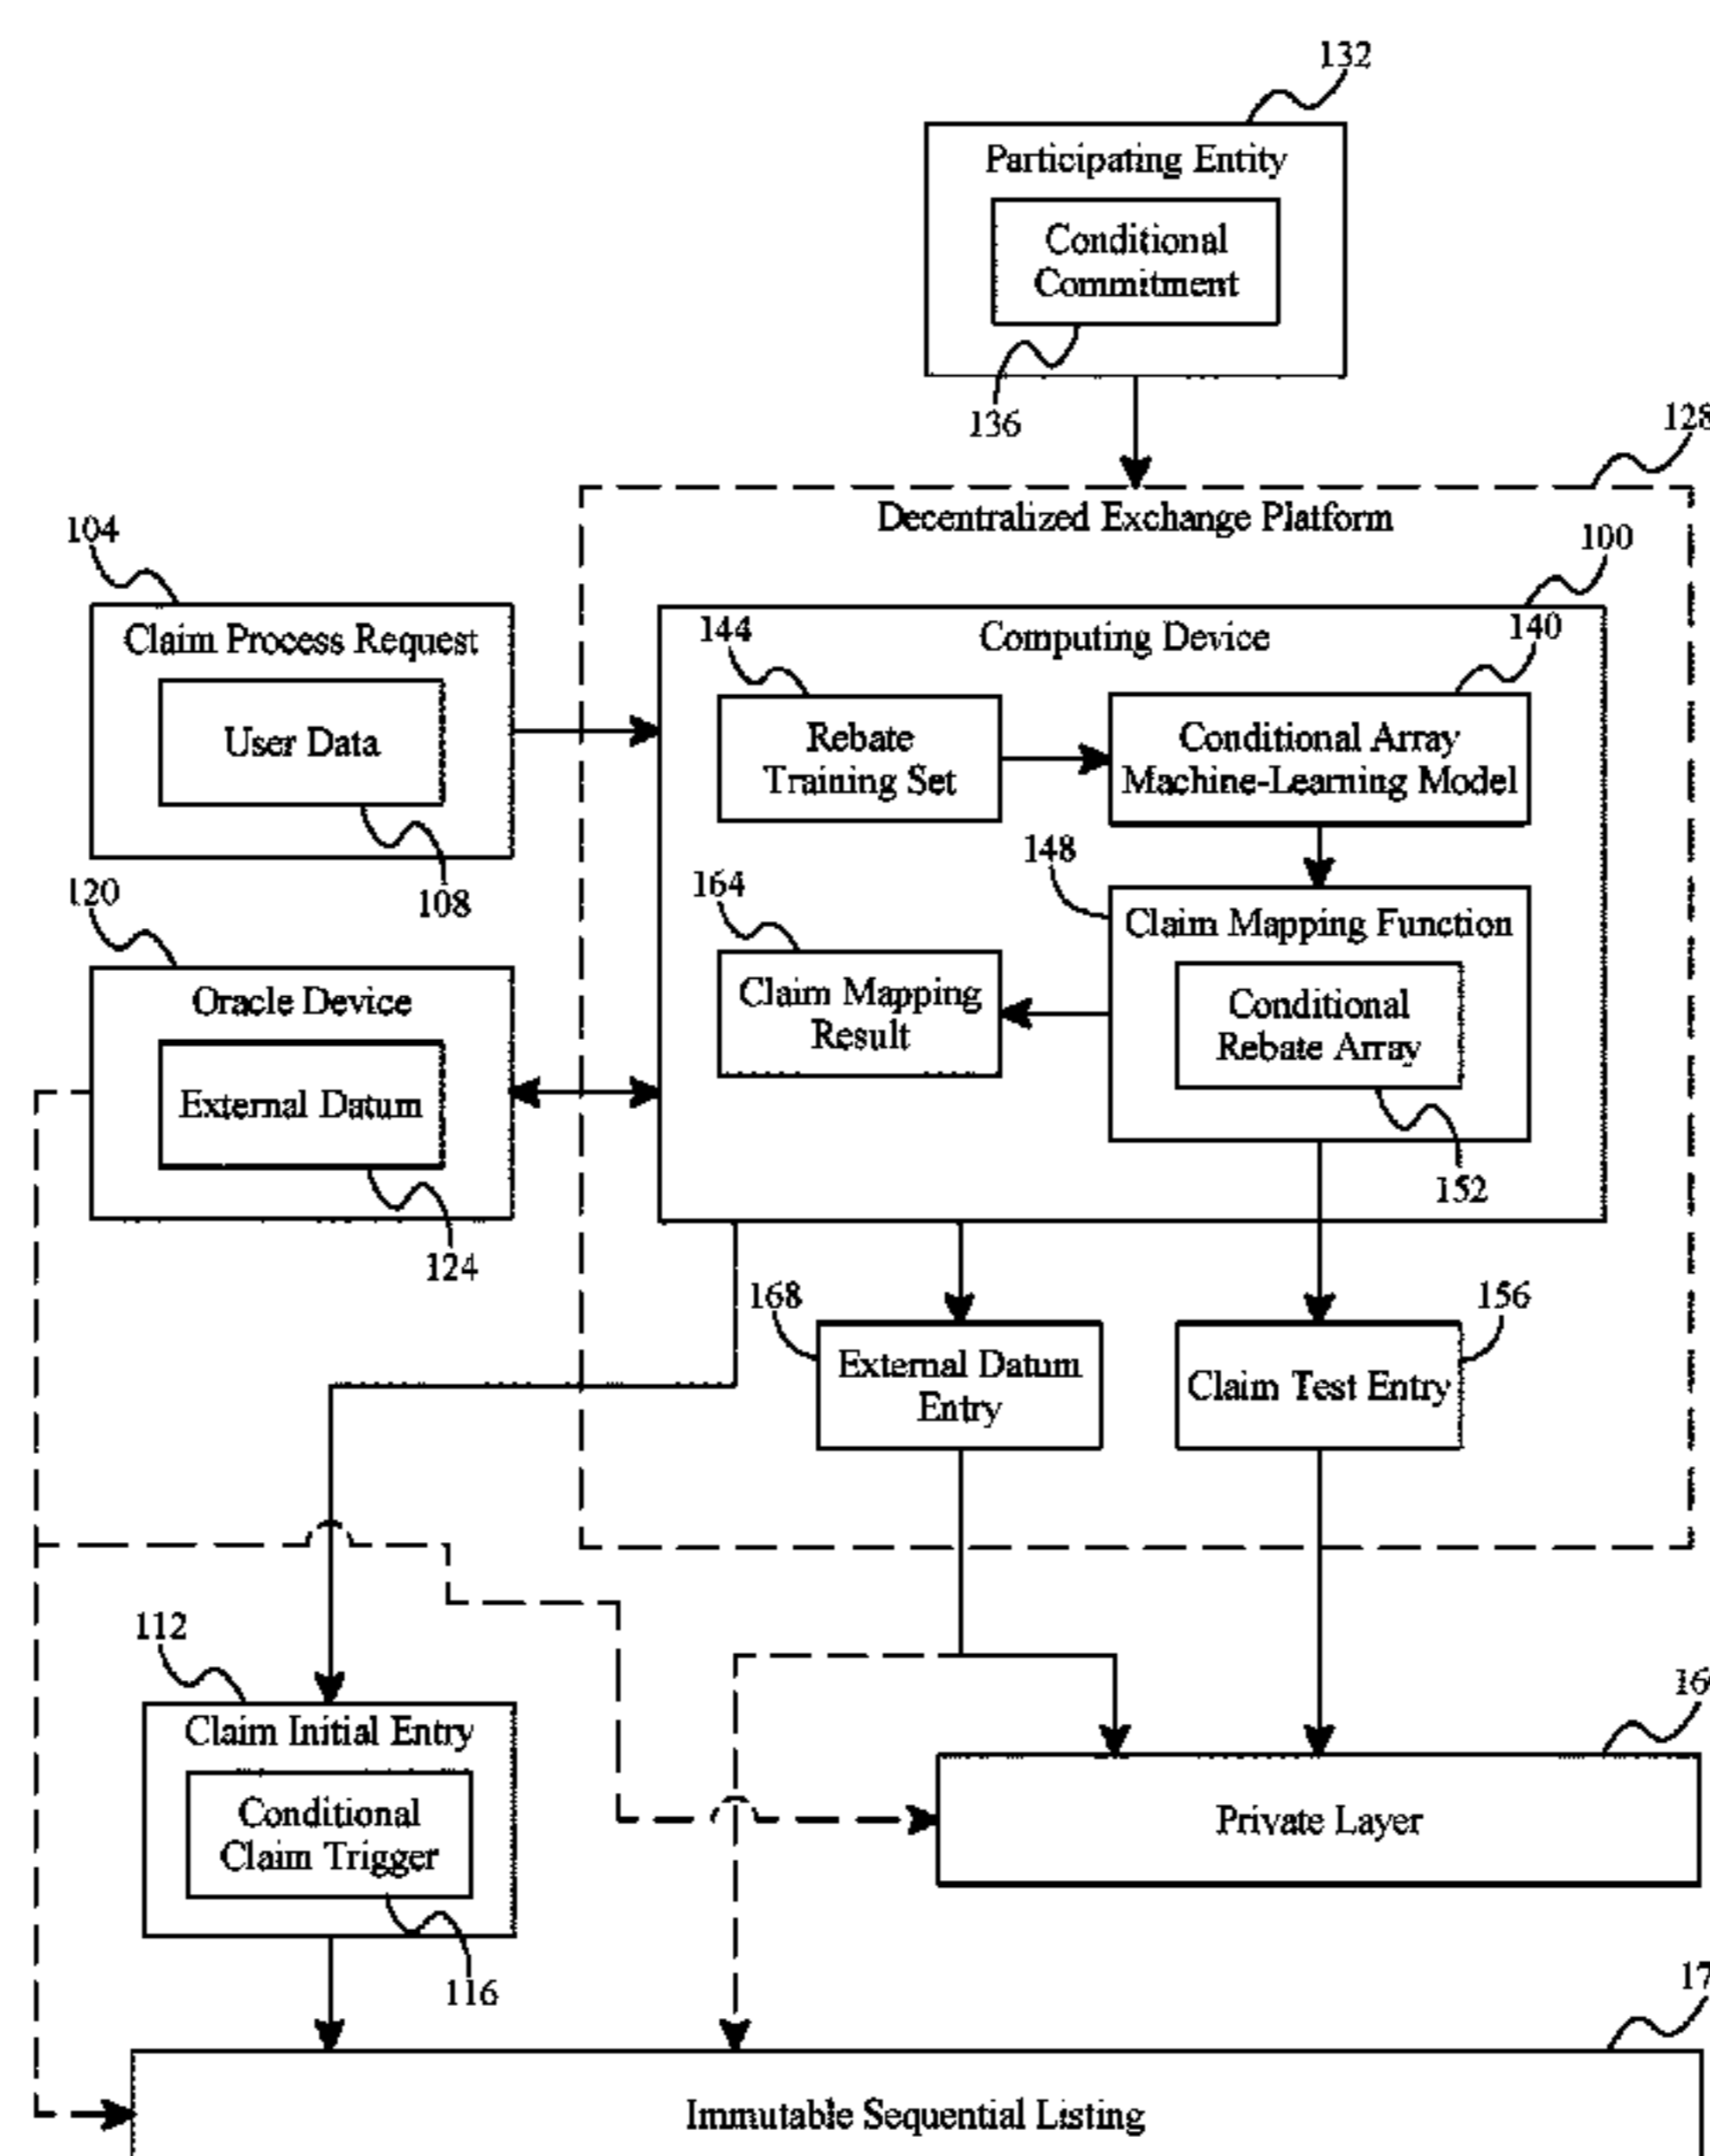 132
Participating Entity
Conditional
Commitment
136
128
Decentralized Exchange Platform
104
100
Claim Process Request
User Data
108
Computing Device
144
140
Rebate
Training Set
Conditional Array
Machine-Learning Model
148
164
Claim Mapping Function
Conditional
Rebate Array
152
Claim Mapping
Result
120
Oracle Device
External Datum
124
168
156
External Datum
Entry
Claim Test Entry
112
Claim Initial Entry
Conditional
Claim Trigger
116
16
Private Layer
17
Immutable Sequential Listing